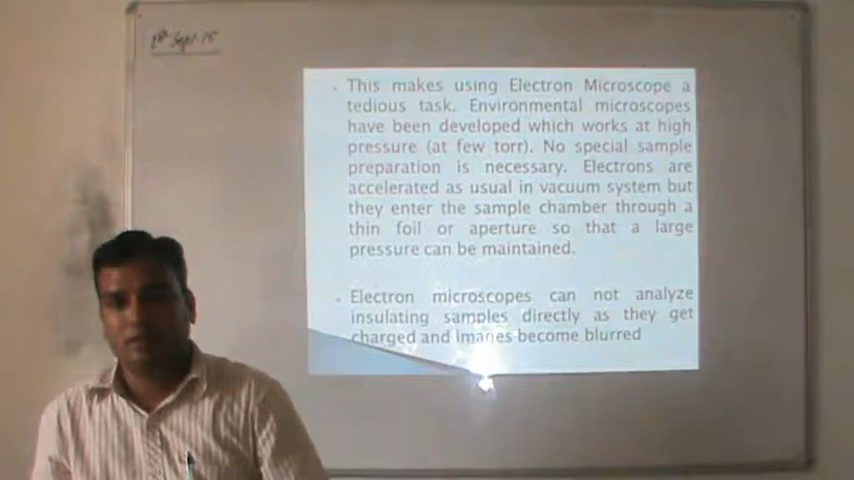 1st Sept-15
This makes using Electron Microscope a
tedious task. Environmental microscopes
have been developed which works at high
pressure (at few torr). No special sample
preparation is necessary. Electrons are
accelerated as usual in vacuum system but
they enter the sample chamber through a
thin foil or aperture so that a large
pressure can be maintained.
Electron microscopes can not analyze
insulating samples directly as they get
charged and images become blurred